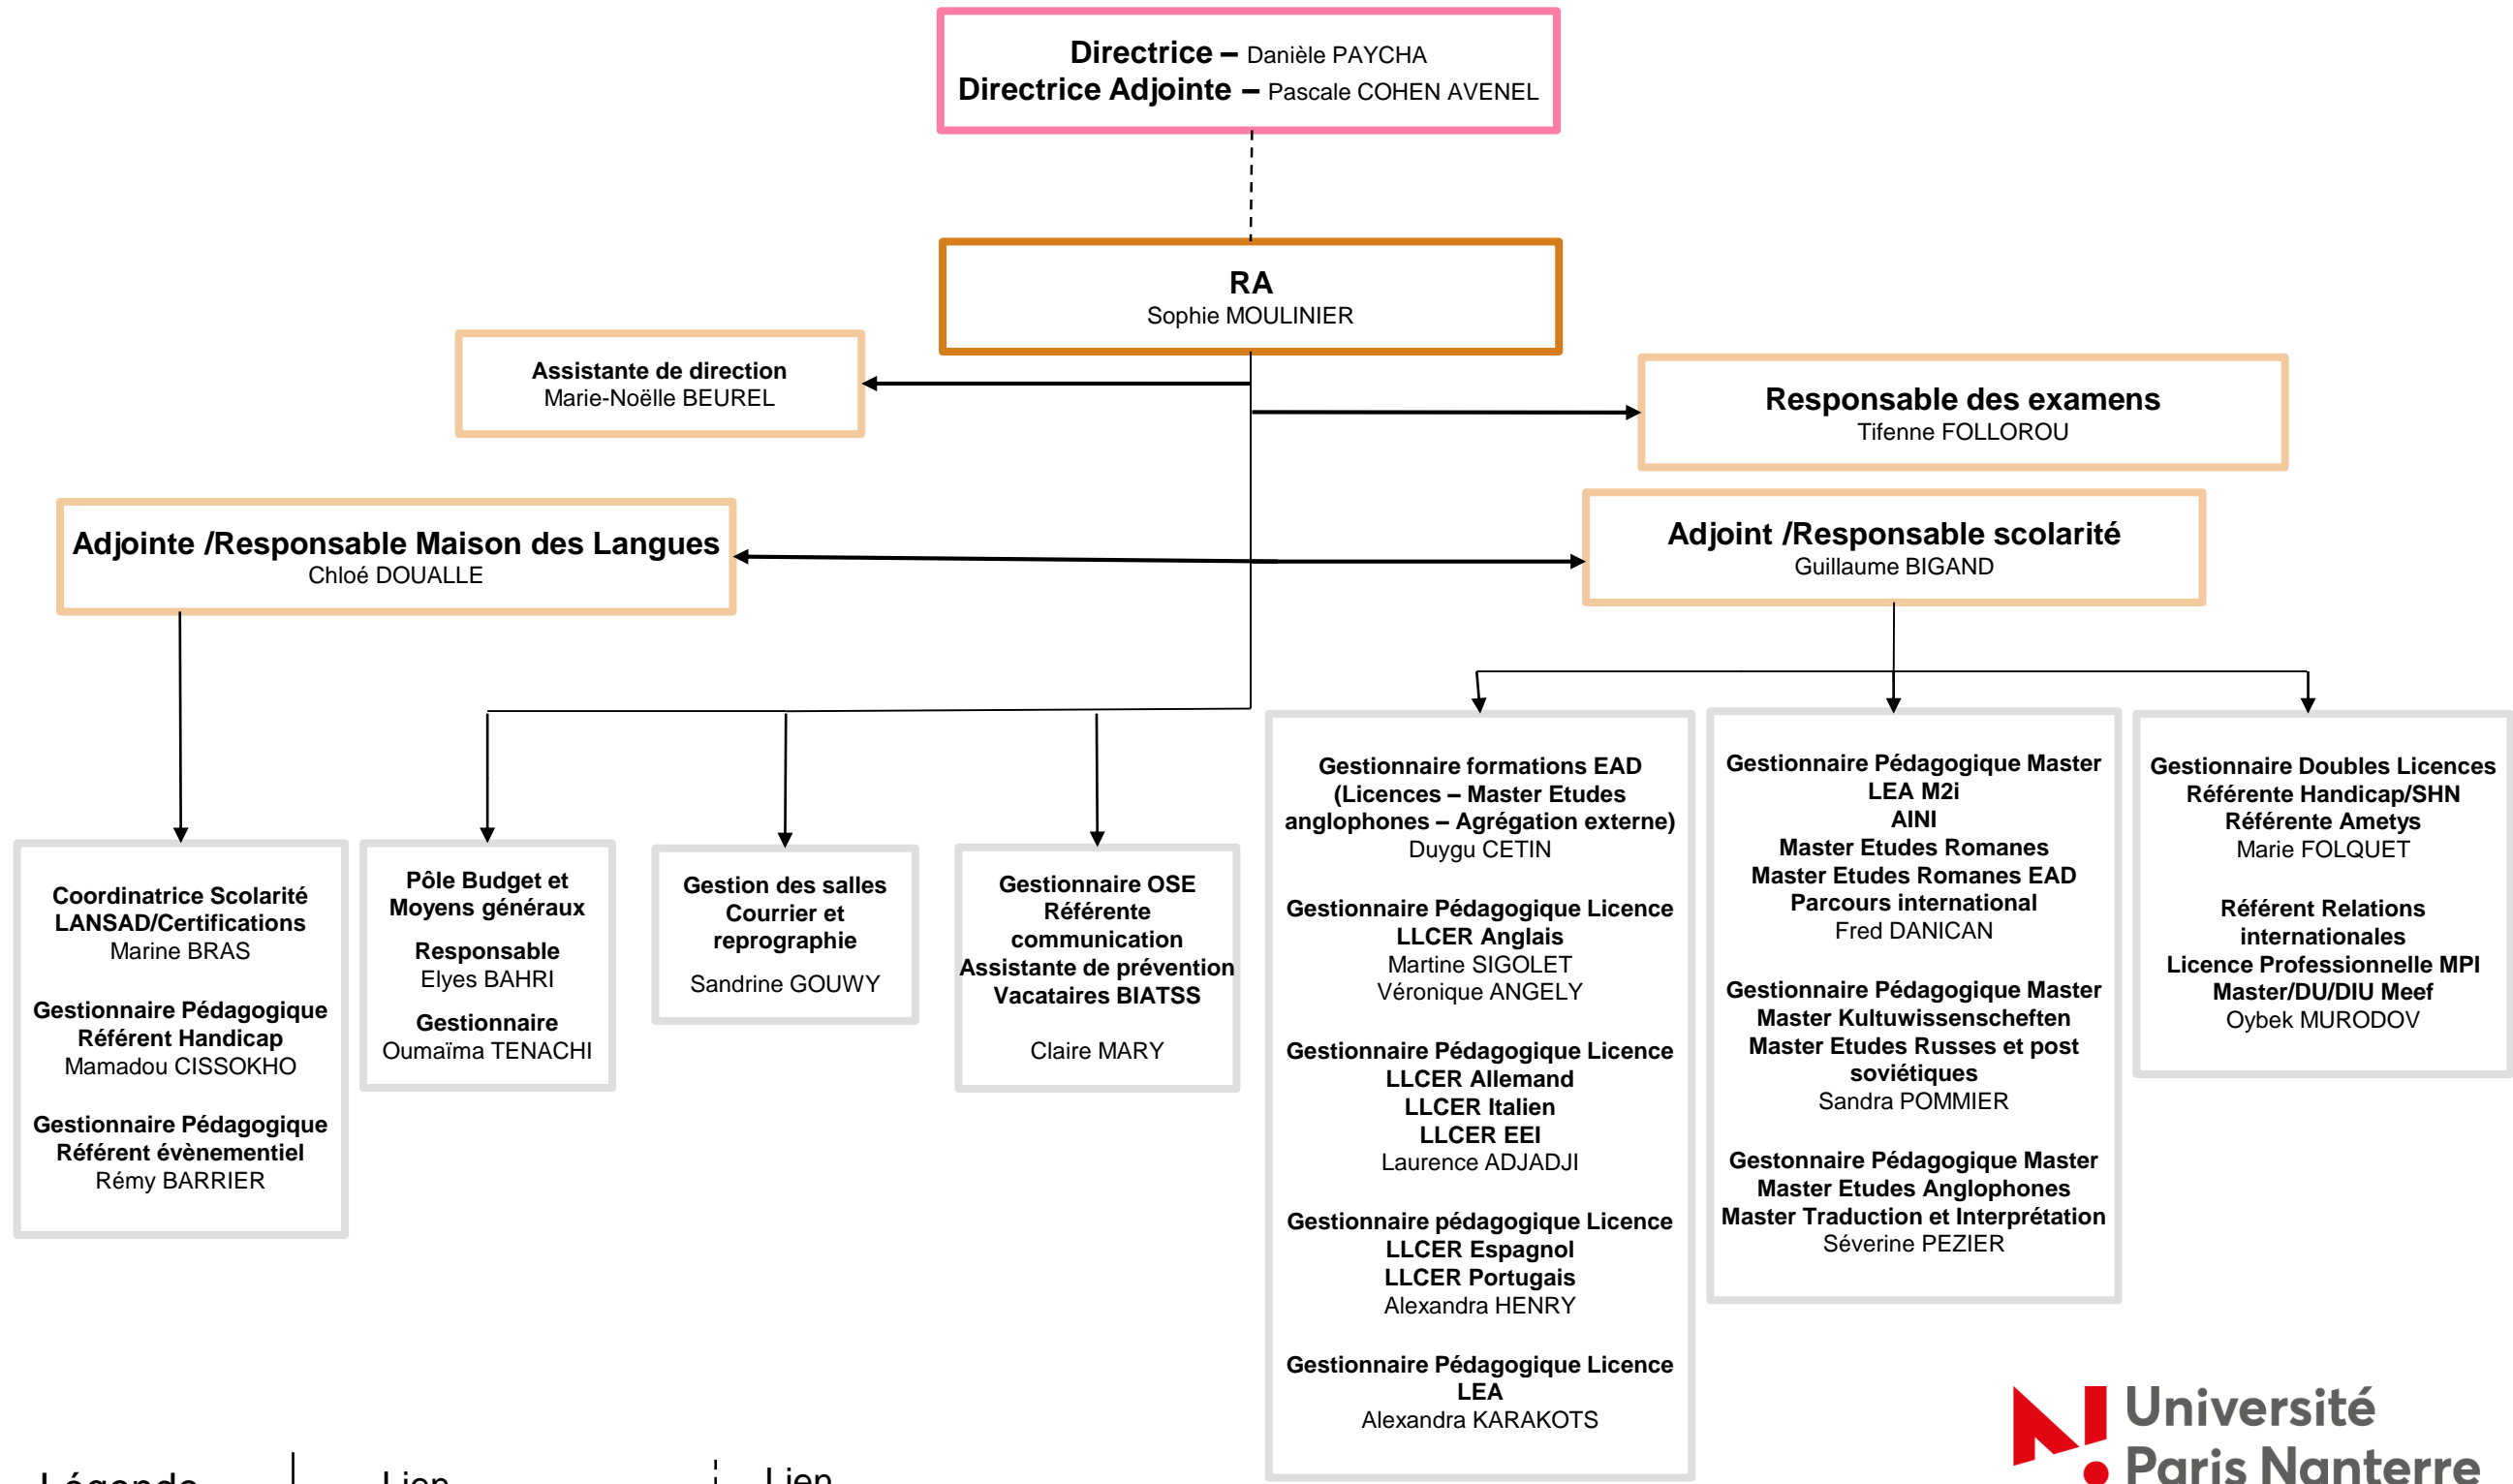 Directrice – Danièle PAYCHA
Directrice Adjointe – Pascale COHEN AVENEL
RA
Sophie MOULINIER
Assistante de direction
Marie-Noëlle BEUREL
Responsable des examens
Tifenne FOLLOROU
Adjointe /Responsable Maison des Langues
Chloé DOUALLE
Adjoint /Responsable scolarité
Guillaume BIGAND
Coordinatrice Scolarité
LANSAD/Certifications
Marine BRAS
Gestionnaire Pédagogique
Référent Handicap
Mamadou CISSOKHO
Gestionnaire Pédagogique
Référent évènementiel
Rémy BARRIER
Pôle Budget et
Moyens généraux
Responsable
Elyes BAHRI
Gestionnaire
Oumaïma TENACHI
Gestion des salles
Courrier et
reprographie
Sandrine GOUWY
Gestionnaire OSE
Référente
communication
Assistante de prévention
Vacataires BIATSS
Claire MARY
Gestionnaire formations EAD
(Licences – Master Etudes
anglophones – Agrégation externe)
Duygu CETIN
Gestionnaire Pédagogique Licence
LLCER Anglais
Martine SIGOLET
Véronique ANGELY
Gestionnaire Pédagogique Licence
LLCER Allemand
LLCER Italien
LLCER EEI
Laurence ADJADJI
Gestionnaire pédagogique Licence
LLCER Espagnol
LLCER Portugais
Alexandra HENRY
Gestionnaire Pédagogique Licence
LEA
Alexandra KARAKOTS
Gestionnaire Pédagogique Master
LEA M2i
AINI
Master Etudes Romanes
Master Etudes Romanes EAD
Parcours international
Fred DANICAN
Gestionnaire Pédagogique Master
Master Kultuwissenscheften
Master Etudes Russes et post
soviétiques
Sandra POMMIER
Gestonnaire Pédagogique Master
Master Etudes Anglophones
Master Traduction et Interprétation
Séverine PEZIER
Gestionnaire Doubles Licences
Référente Handicap/SHN
Référente Ametys
Marie FOLQUET
Référent Relations
internationales
Licence Professionnelle MPI
Master/DU/DIU Meef
Oybek MURODOV
Légende
Lien
Lien
Université
Paris Nanterre